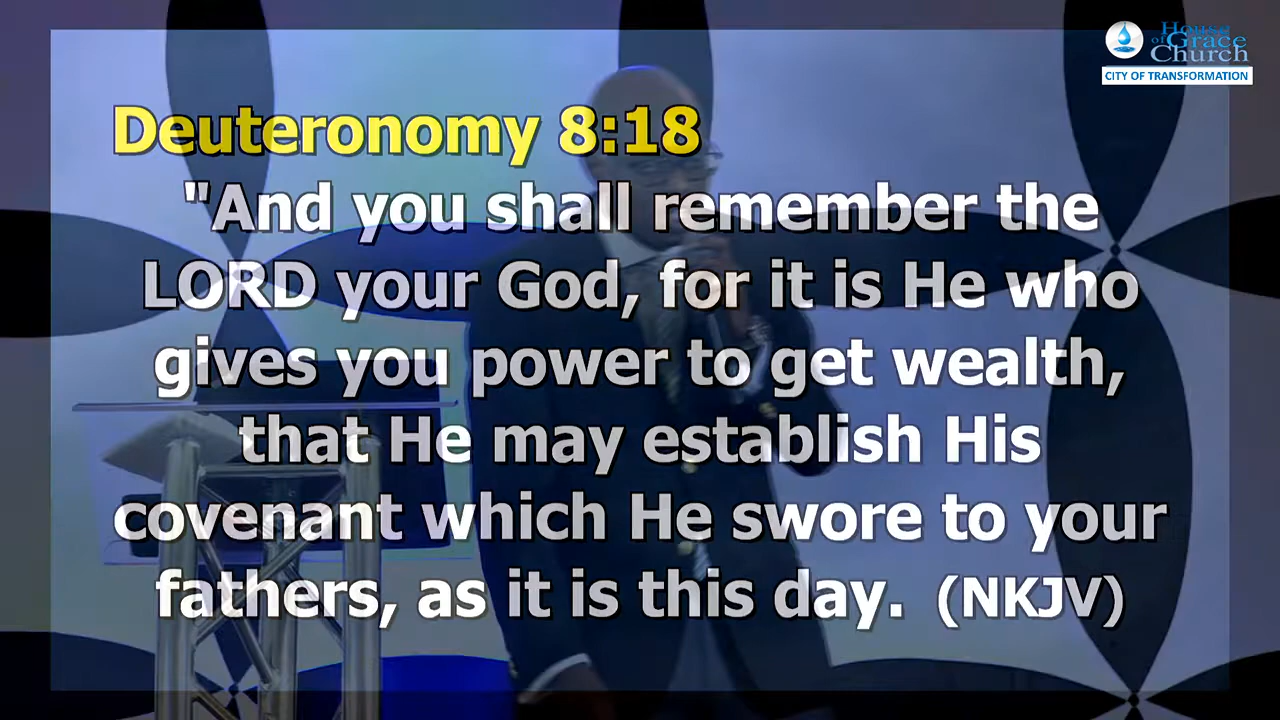 House
of Grace
Church
CITY OF TRANSFORMATION
Deuteronomy 8:18
"And you shall remember the
LORD your God, for it is He who
gives you power to get wealth,
that He may establish His
covenant which He swore to your
fathers, as it is this day. (NKJV)